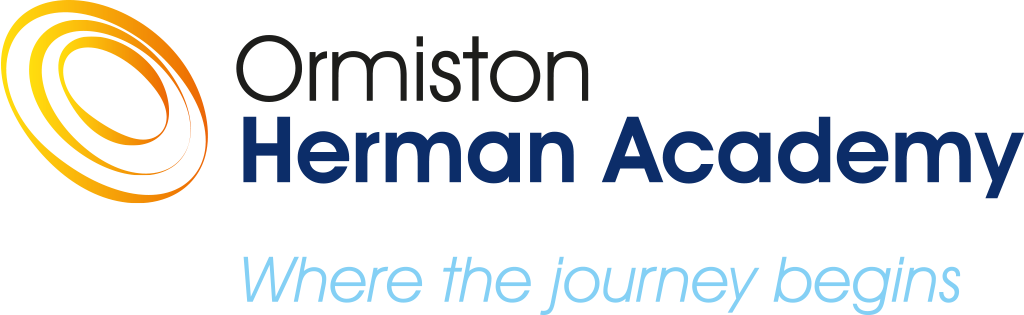 Ormiston
Herman Academy
Where the journey begins